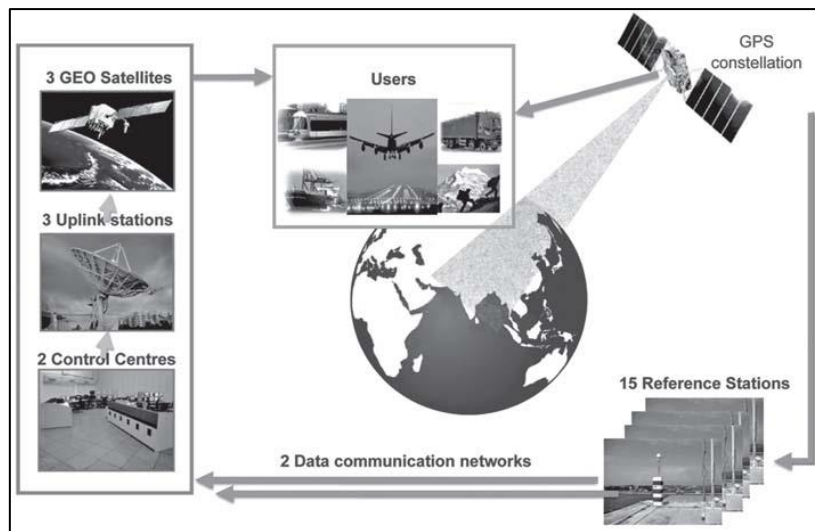 3 GEO Satellites
Users
GPS
constellation
3 Uplink stations
2 Control Centres
15 Reference Stations
2 Data communication networks